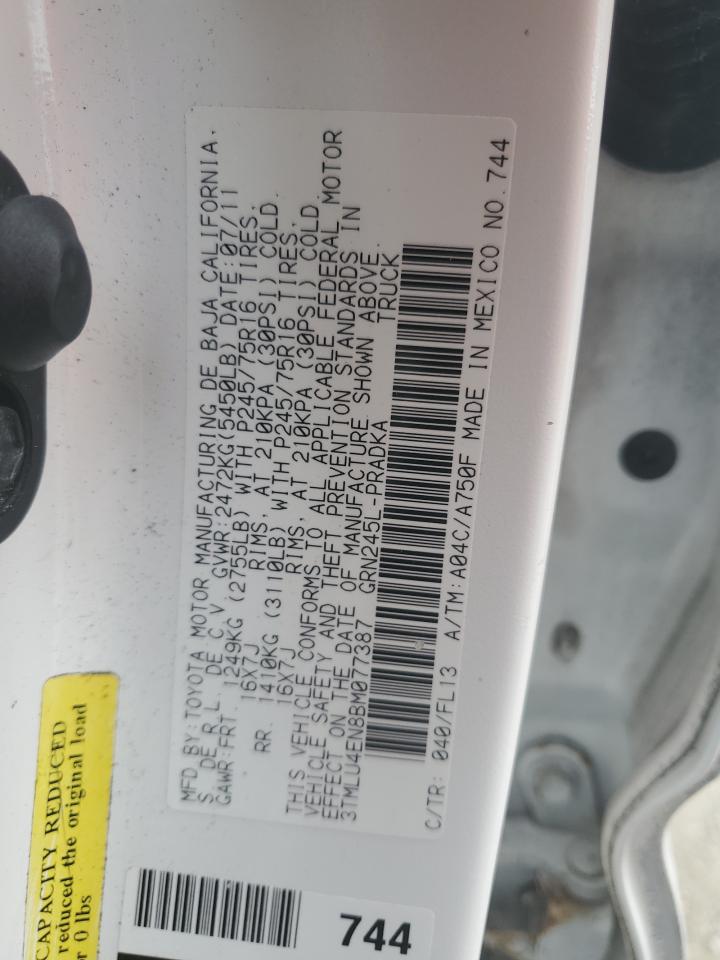 MFD BY:TOYOTA MOTOR MANUFACTURING DE BAJA CALIFORNIA,
S. DE R.L. DE C.V. GVWR:2472KG(5450LB) DATE:07/11
GAWR:FRT. 1249KG (2755LB) WITH P245/75R16 TIRES,
16X7J RIMS, AT 210KPA (30PSI) COLD.
RR. 1410KG (3110LB) WITH P245/75R16 TIRES,
16X7J RIMS, AT 210KPA (30PSI) COLD.
THIS VEHICLE CONFORMS TO ALL APPLICABLE FEDERAL MOTOR
VEHICLE SAFETY AND THEFT PREVENTION STANDARDS IN
EFFECT ON THE DATE OF MANUFACTURE SHOWN ABOVE.
3TMLU4EN8BM077387 GRN245L-PRADKA TRUCK
C/TR: 040/FL13 A/TM:A04C/A750F MADE IN MEXICO NO. 744
CAPACITY REDUCED
reduced the original load
0 lbs
744